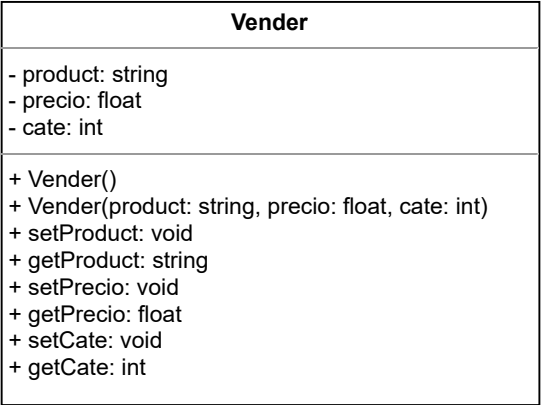 Vender
- product: string
- precio: float
- cate: int
+ Vender()
+ Vender(product: string, precio: float, cate: int)
+ setProduct: void
+ getProduct: string
+ setPrecio: void
+ getPrecio: float
+ setCate: void
+ getCate: int